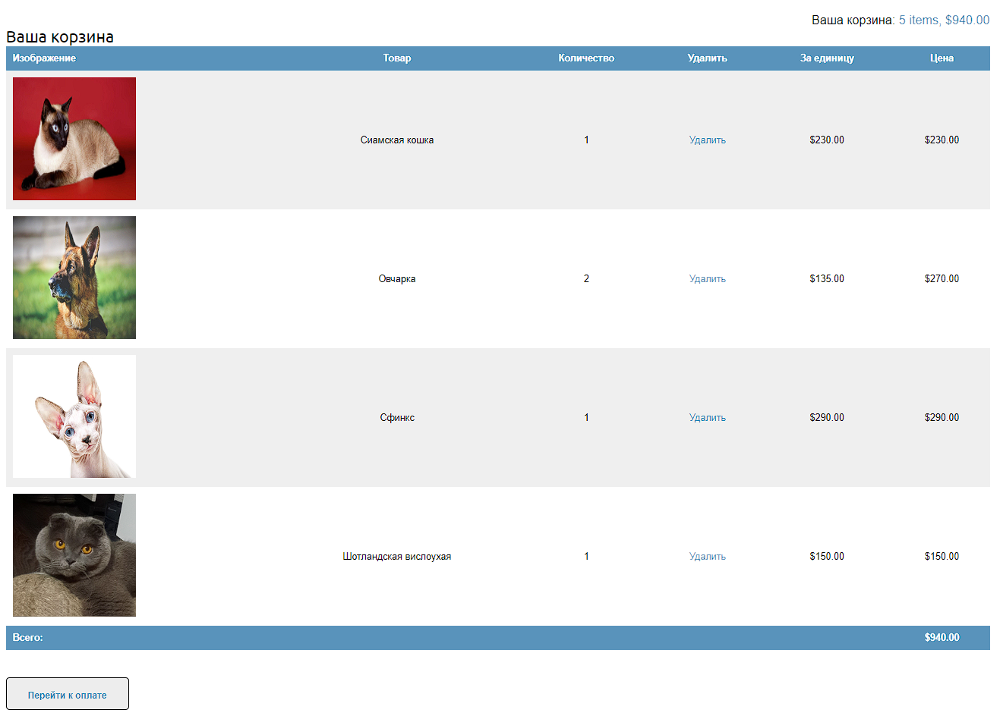 Ваша корзина: 5 items, $940.00
Ваша корзина
Изображение Товар Количество Удалить За единицу Цена
Сиамская кошка 1 Удалить $230.00 $230.00
Овчарка 2 Удалить $135.00 $270.00
Сфинкс 1 Удалить $290.00 $290.00
Шотландская вислоухая 1 Удалить $150.00 $150.00
Всего: $940.00
Перейти к оплате